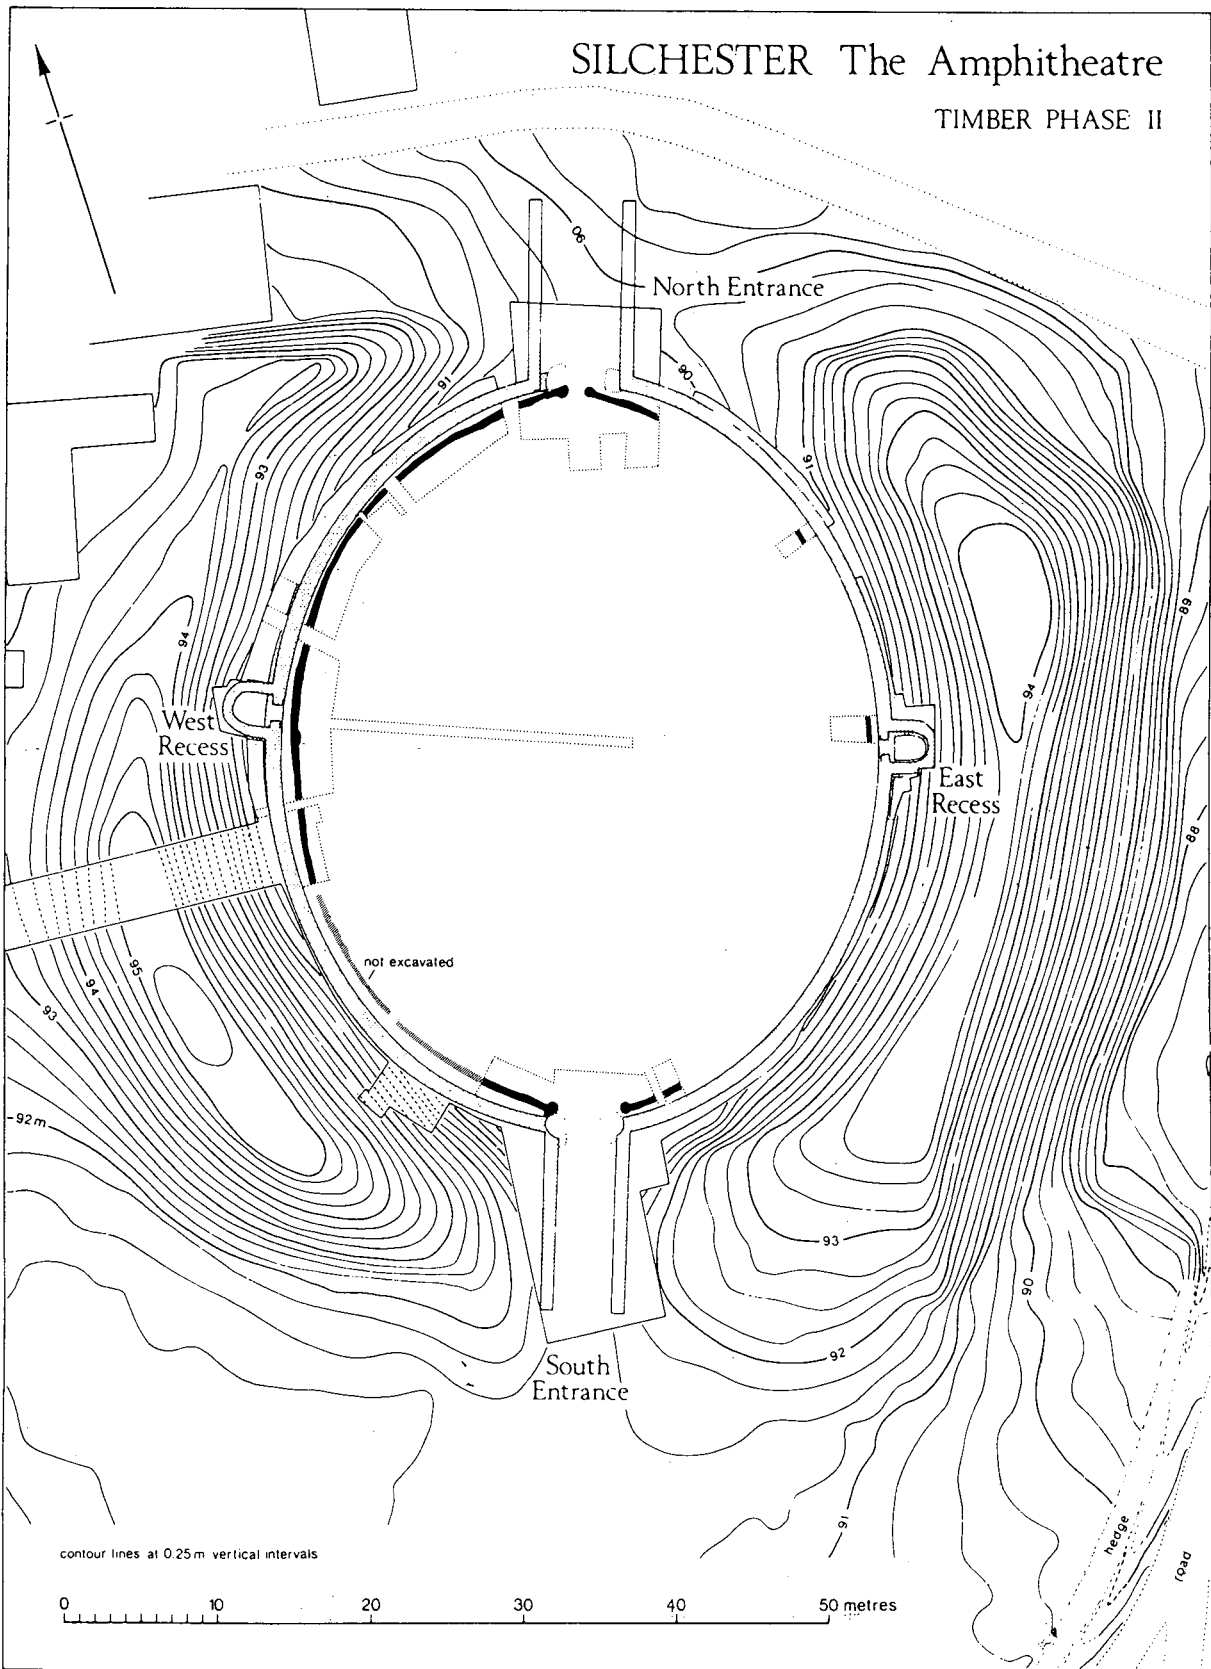 SILCHESTER The Amphitheatre
TIMBER PHASE II
90
North Entrance
90
91
91
93
89
94
94
West
Recess
East
Recess
88
not excavated
95
94
93
92m
93
90
92
South
Entrance
91
hedge
road
contour lines at 0.25m vertical intervals
0 10 20 30 40 50 metres